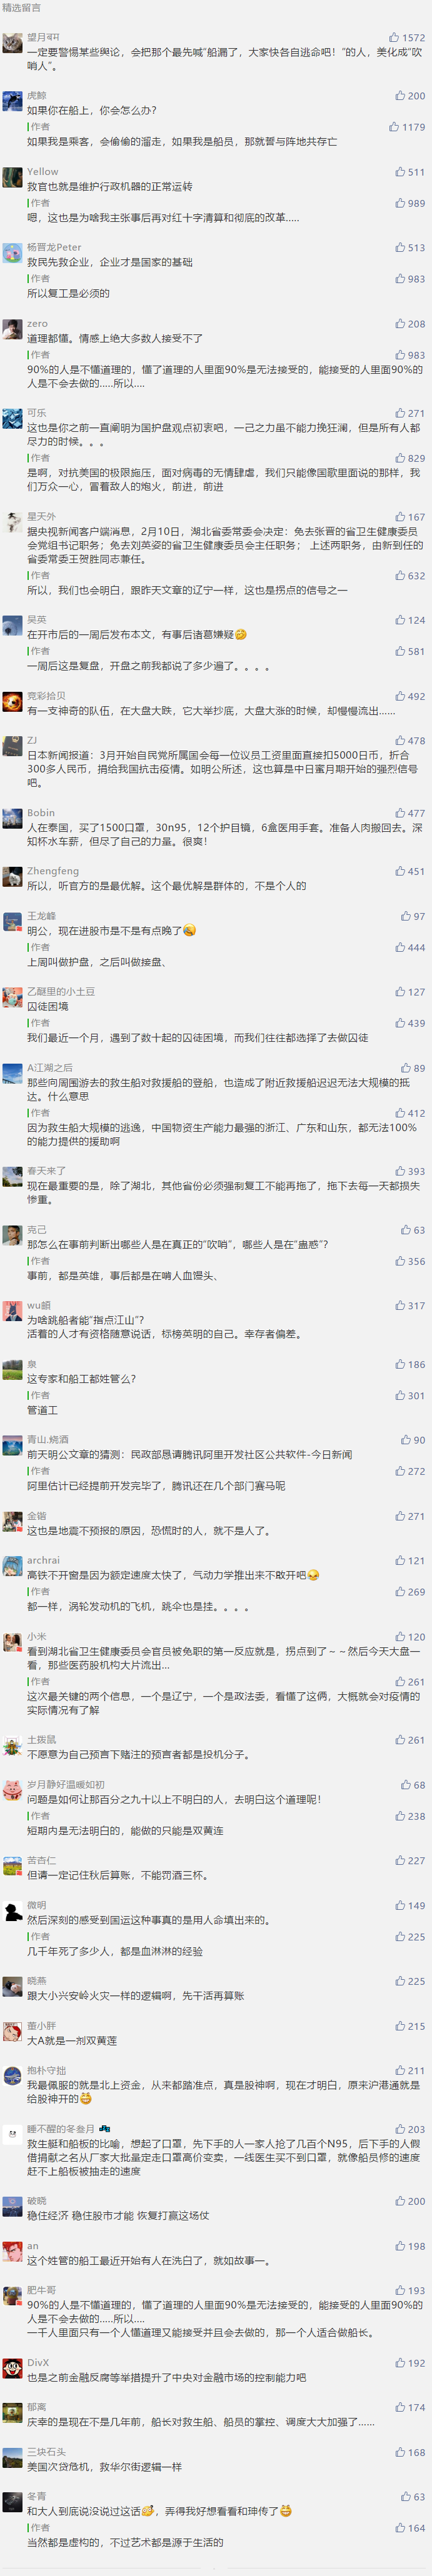 精选留言
望月য়ার 1572
一定要警惕某些舆论，会把那个最先喊“船漏了，大家快各自逃命吧！”的人，美化成“吹
哨人”。
虎鲸 200
如果你在船上，你会怎么办？
作者 1179
如果我是乘客，会偷偷的溜走，如果我是船员，那就誓与阵地共存亡
Yellow 511
救官也就是维护行政机器的正常运转
作者 989
嗯，这也是为啥我主张事后再对红十字清算和彻底的改革.....
杨晋龙Peter 513
救民先救企业，企业才是国家的基础
作者 983
所以复工是必须的
zero 208
道理都懂。情感上绝大多数人接受不了
作者 983
90%的人是不懂道理的，懂了道理的人里面90%是无法接受的，能接受的人里面90%的
人是不会去做的.....所以....
可乐 271
这也是你之前一直阐明为国护盘观点初衷吧，一己之力虽不能力挽狂澜，但是所有人都
尽力的时候。。。
作者 829
是啊，对抗美国的极限施压，面对病毒的无情肆虐，我们只能像国歌里面说的那样，我
们万众一心，冒着敌人的炮火，前进，前进
星天外 167
据央视新闻客户端消息，2月10日，湖北省委常委会决定：免去张晋的省卫生健康委员
会党组书记职务；免去刘英姿的省卫生健康委员会主任职务； 上述两职务，由新到任的
省委常委王贺胜同志兼任。
作者 632
所以，我们也会明白，跟昨天文章的辽宁一样，这也是拐点的信号之一
吴英 124
在开市后的一周后发布本文，有事后诸葛嫌疑
作者 581
一周后这是复盘，开盘之前我都说了多少遍了。。。。
竞彩拾贝 492
有一支神奇的队伍，在大盘大跌，它大举抄底，大盘大涨的时候，却慢慢流出......
ZJ 478
日本新闻报道：3月开始自民党所属国会每一位议员工资里面直接扣5000日币，折合
300多人民币，捐给我国抗击疫情。如明公所述，这也算是中日蜜月期开始的强烈信号
吧。
Bobin 477
人在泰国，买了1500口罩，30n95，12个护目镜，6盒医用手套。准备人肉搬回去。深
知杯水车薪，但尽了自己的力量。很爽！
Zhengfeng 451
所以，听官方的是最优解。这个最优解是群体的，不是个人的
王龙峰 97
明公，现在进股市是不是有点晚了
作者 444
上周叫做护盘，之后叫做接盘、
乙醚里的小土豆 127
囚徒困境
作者 439
我们最近一个月，遇到了数十起的囚徒困境，而我们往往都选择了去做囚徒
A江湖之后 89
那些向周围游去的救生船对救援船的登船，也造成了附近救援船迟迟无法大规模的抵
达。什么意思
作者 412
因为救生船大规模的逃逸，中国物资生产能力最强的浙江、广东和山东，都无法100%
的能力提供的援助啊
春天来了 393
现在最重要的是，除了湖北，其他省份必须强制复工不能再拖了，拖下去每一天都损失
惨重。
克己 63
那怎么在事前判断出哪些人是在真正的“吹哨”，哪些人是在“蛊惑”？
作者 356
事前，都是英雄，事后都是在啃人血馒头、
wu韻 317
为啥跳船者能“指点江山”？
活着的人才有资格随意说话，标榜英明的自己。幸存者偏差。
泉 186
这专家和船工都姓管么？
作者 301
管道工
青山.烧酒 90
前天明公文章的猜测：民政部恳请腾讯阿里开发社区公共软件-今日新闻
作者 272
阿里估计已经提前开发完毕了，腾讯还在几个部门赛马呢
金锴 271
这也是地震不预报的原因，恐慌时的人，就不是人了。
archrai 121
高铁不开窗是因为额定速度太快了，气动力学推出来不敢开吧
作者 269
都一样，涡轮发动机的飞机，跳伞也是挂。。。。
小米 120
看到湖北省卫生健康委员会官员被免职的第一反应就是，拐点到了～～然后今天大盘一
看，那些医药股机构大片流出...
作者 261
这次最关键的两个信息，一个是辽宁，一个是政法委，看懂了这俩，大概就会对疫情的
实际情况有了解
土拨鼠 261
不愿意为自己预言下赌注的预言者都是投机分子。
岁月静好温暖如初 68
问题是如何让那百分之九十以上不明白的人，去明白这个道理呢！
作者 238
短期内是无法明白的，能做的只能是双黄连
苦杏仁 227
但请一定记住秋后算账，不能罚酒三杯。
微明 149
然后深刻的感受到国运这种事真的是用人命填出来的。
作者 225
几千年死了多少人，都是血淋淋的经验
晓燕 225
跟大小兴安岭火灾一样的逻辑啊，先干活再算账
董小胖 215
大A就是一剂双黄莲
抱朴守拙 211
我最佩服的就是北上资金，从来都踏准点，真是股神啊，现在才明白，原来沪港通就是
给股神开的
睡不醒的冬叁月 203
救生艇和船板的比喻，想起了口罩，先下手的人一家人抢了几百个N95，后下手的人假
借捐献之名从厂家大批量定走口罩高价变卖，一线医生买不到口罩，就像船员修的速度
赶不上船板被抽走的速度
破晓 200
稳住经济 稳住股市才能 恢复打赢这场仗
an 198
这个姓管的船工最近开始有人在洗白了，就如故事一。
肥牛哥 193
90%的人是不懂道理的，懂了道理的人里面90%是无法接受的，能接受的人里面90%的
人是不会去做的.....所以....
一千人里面只有一个人懂道理又能接受并且会去做的，那一个人适合做船长。
DivX 192
也是之前金融反腐等举措提升了中央对金融市场的控制能力吧
郁离 174
庆幸的是现在不是几年前，船长对救生船、船员的掌控、调度大大加强了......
三块石头 168
美国次贷危机，救华尔街逻辑一样
冬青 63
和大人到底说没说过这话，弄得我好想看看和珅传了
作者 164
当然都是虚构的，不过艺术都是源于生活的